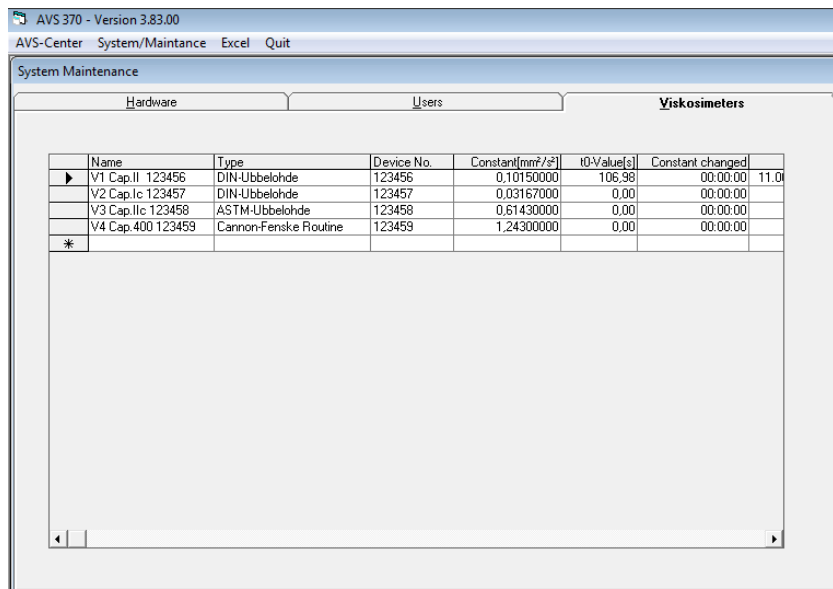 AVS 370 - Version 3.83.00
AVS-Center System/Maintance Excel Quit
System Maintenance
Hardware Users Viskosimeters
Name Type Device No. Constant[mm²/s²] t0-Value[s] Constant changed
V1 Cap.II 123456 DIN-Ubbelohde 123456 0,10150000 106,98 00:00:00 11.0
V2 Cap.Ic 123457 DIN-Ubbelohde 123457 0,03167000 0,00 00:00:00
V3 Cap.IIc 123458 ASTM-Ubbelohde 123458 0,61430000 0,00 00:00:00
V4 Cap.400 123459 Cannon-Fenske Routine 123459 1,24300000 0,00 00:00:00